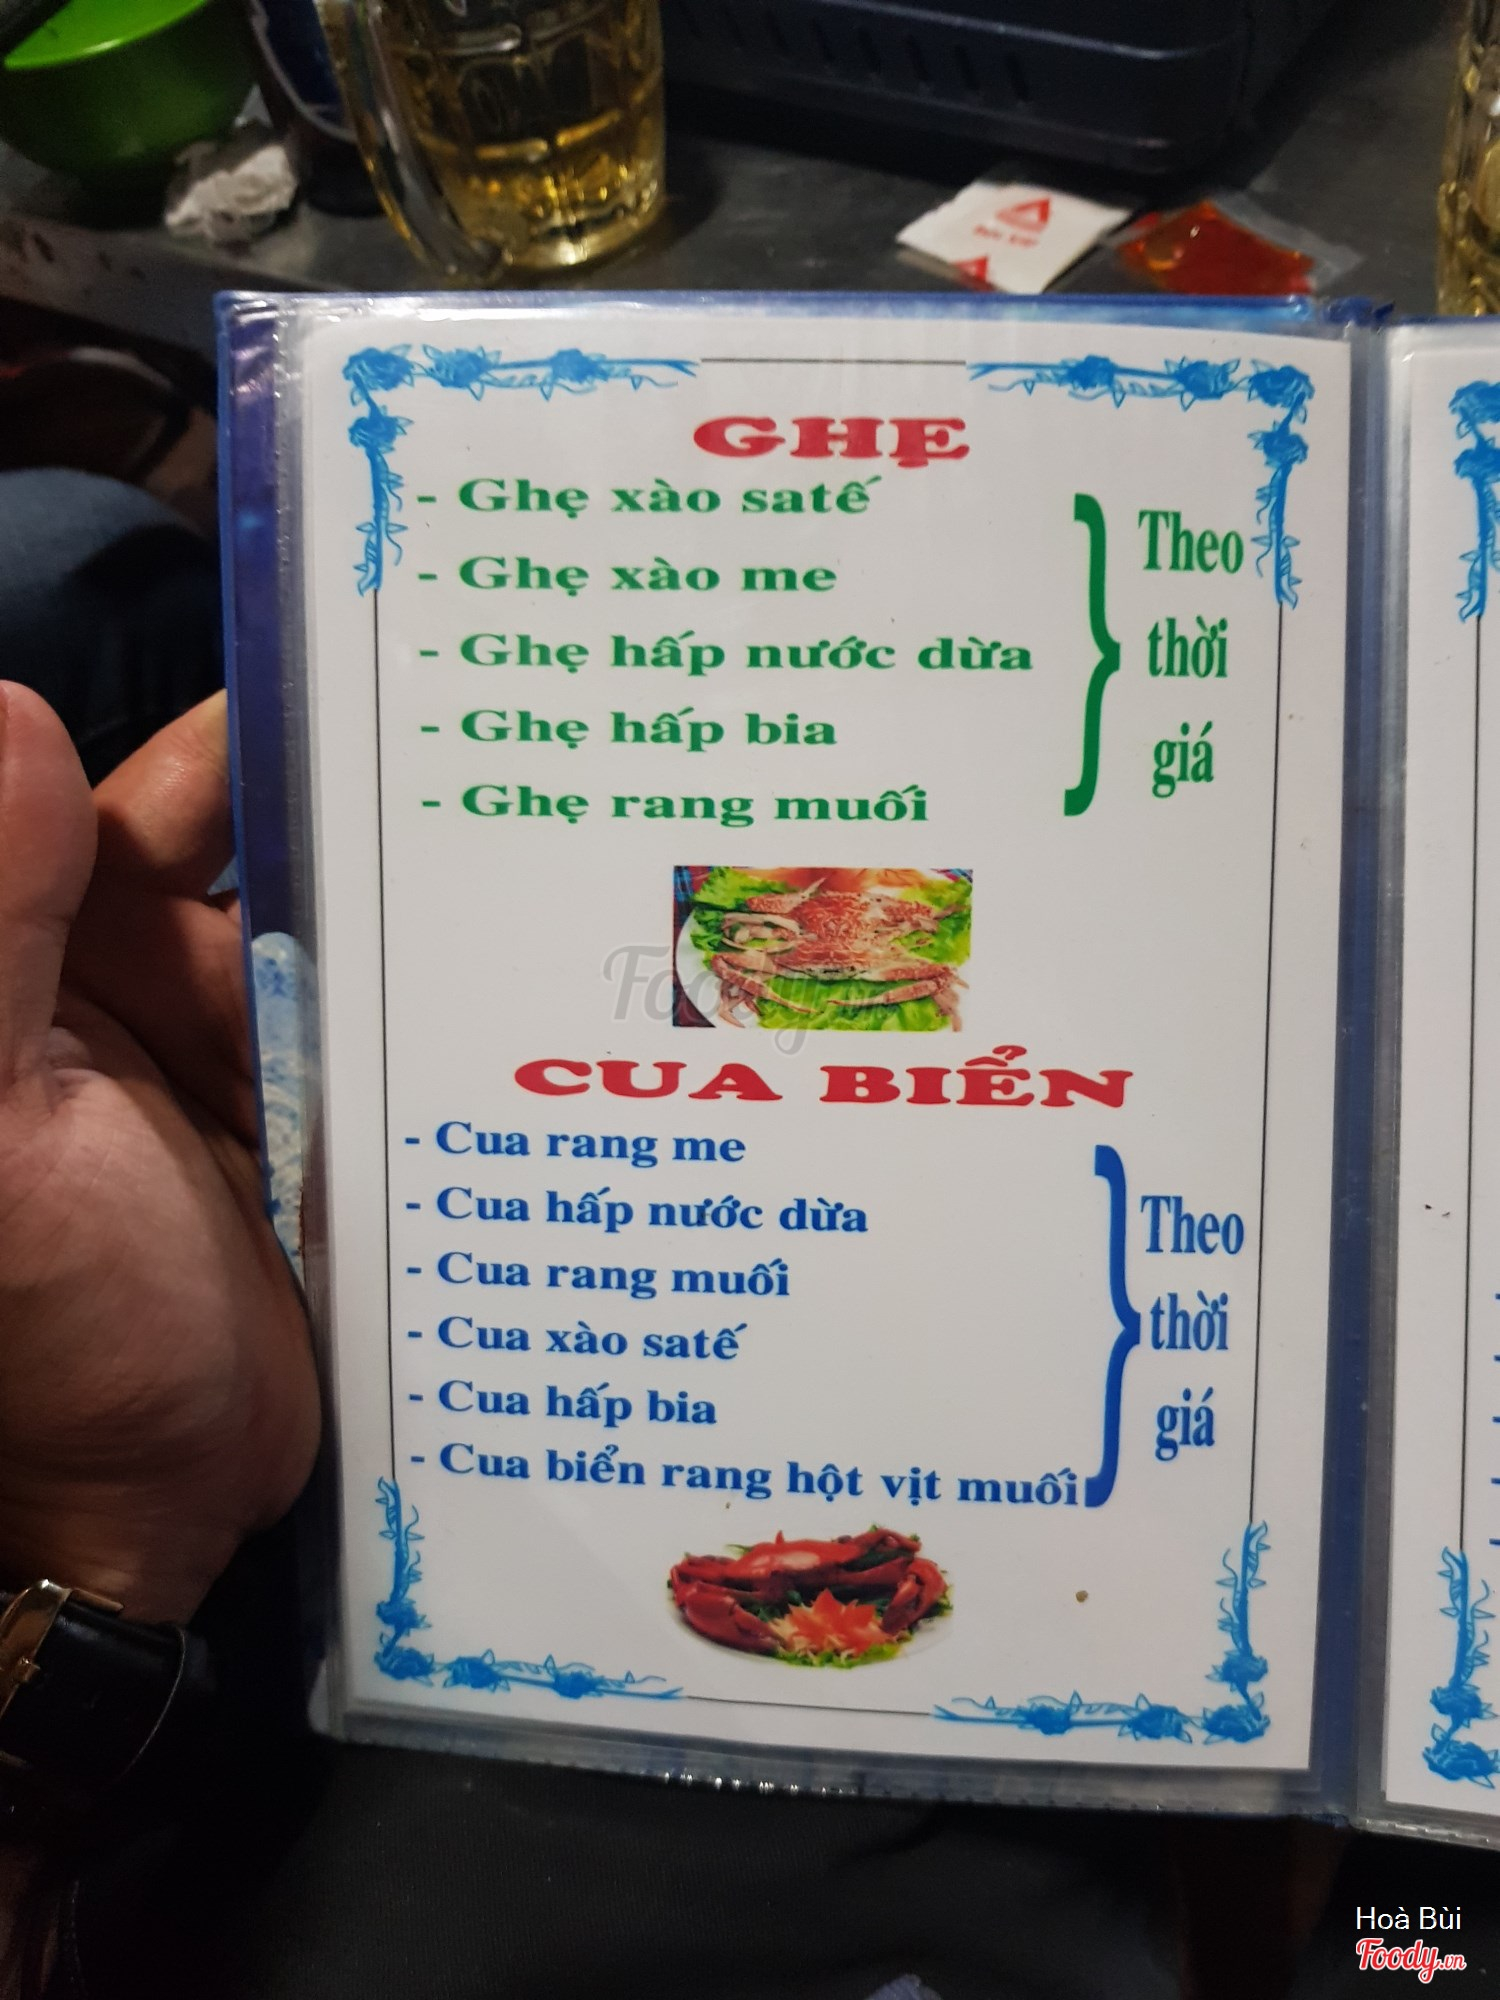 GHẸ
- Ghẹ xào satế
- Ghẹ xào me
- Ghẹ hấp nước dừa
- Ghẹ hấp bia
- Ghẹ rang muối
Theo
thời
giá
Foody.vn
CUA BIỂN
- Cua rang me
- Cua hấp nước dừa
- Cua rang muối
- Cua xào satế
- Cua hấp bia
- Cua biển rang hột vịt muối
Theo
thời
giá
Hoà Bùi
Foody.vn